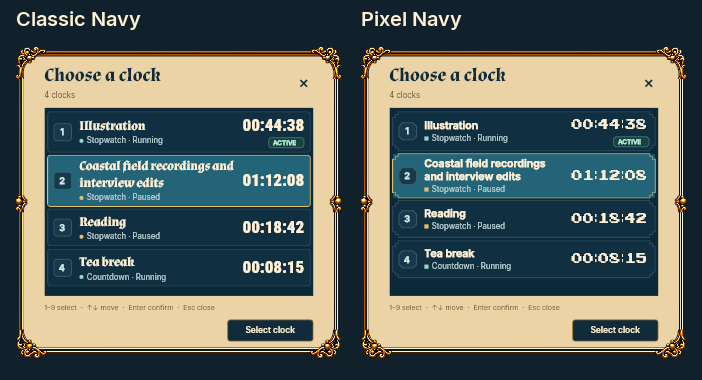 Classic Navy
Choose a clock
4 clocks
×
1
Illustration
Stopwatch · Running
00:44:38
ACTIVE
2
Coastal field recordings and
interview edits
Stopwatch · Paused
01:12:08
3
Reading
Stopwatch · Paused
00:18:42
4
Tea break
Countdown · Running
00:08:15
1–9 select · ↑↓ move · Enter confirm · Esc close
Select clock
Pixel Navy
Choose a clock
4 clocks
×
1
Illustration
Stopwatch · Running
00:44:38
ACTIVE
2
Coastal field recordings
and interview edits
Stopwatch · Paused
01:12:08
3
Reading
Stopwatch · Paused
00:18:42
4
Tea break
Countdown · Running
00:08:15
1–9 select · ↑↓ move · Enter confirm · Esc close
Select clock